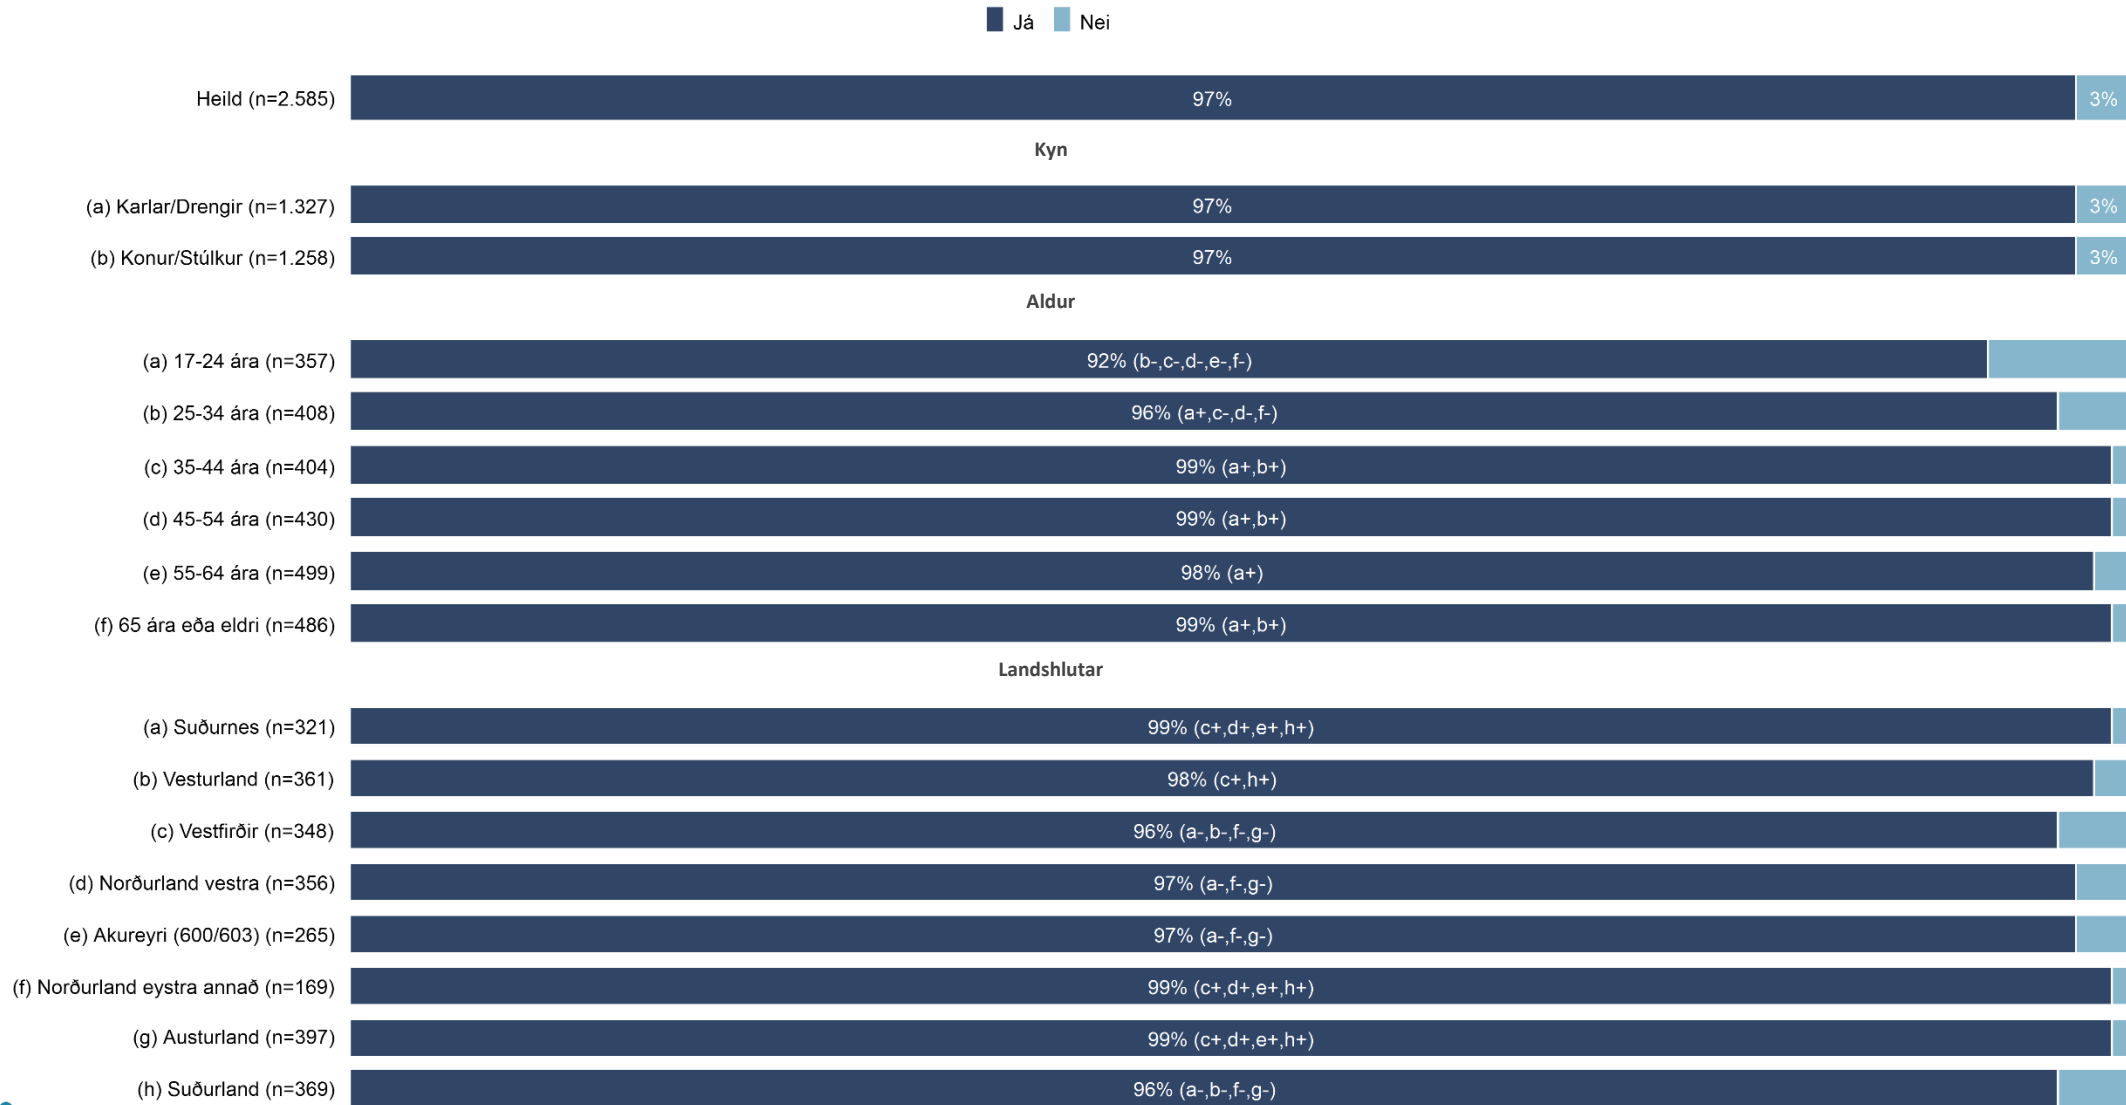 Já Nei
Heild (n=2.585) 97% 3%
Kyn
(a) Karlar/Drengir (n=1.327) 97% 3%
(b) Konur/Stúlkur (n=1.258) 97% 3%
Aldur
(a) 17-24 ára (n=357) 92% (b-,c-,d-,e-,f-)
(b) 25-34 ára (n=408) 96% (a+,c-,d-,f-)
(c) 35-44 ára (n=404) 99% (a+,b+)
(d) 45-54 ára (n=430) 99% (a+,b+)
(e) 55-64 ára (n=499) 98% (a+)
(f) 65 ára eða eldri (n=486) 99% (a+,b+)
Landshlutar
(a) Suðurnes (n=321) 99% (c+,d+,e+,h+)
(b) Vesturland (n=361) 98% (c+,h+)
(c) Vestfirðir (n=348) 96% (a-,b-,f-,g-)
(d) Norðurland vestra (n=356) 97% (a-,f-,g-)
(e) Akureyri (600/603) (n=265) 97% (a-,f-,g-)
(f) Norðurland eystra annað (n=169) 99% (c+,d+,e+,h+)
(g) Austurland (n=397) 99% (c+,d+,e+,h+)
(h) Suðurland (n=369) 96% (a-,b-,f-,g-)